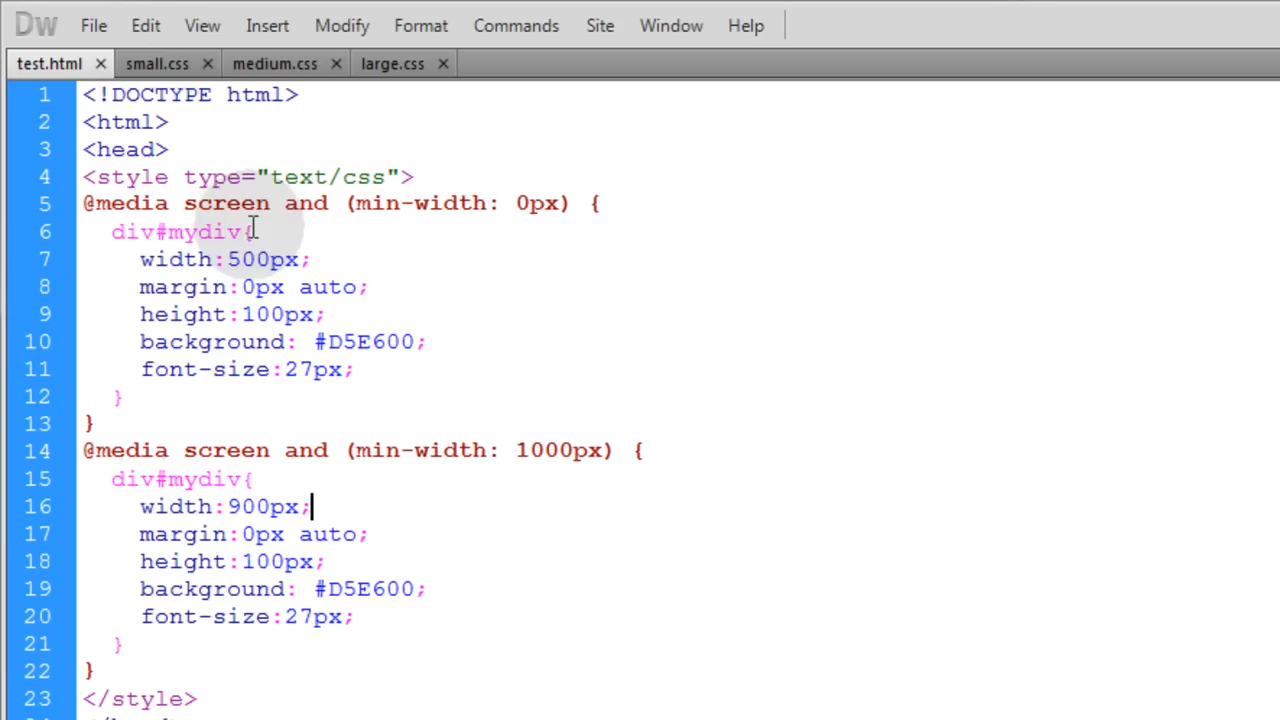 Dw File Edit View Insert Modify Format Commands Site Window Help
test.html × small.css × medium.css × large.css ×
1 <!DOCTYPE html>
2 <html>
3 <head>
4 <style type="text/css">
5 @media screen and (min-width: 0px) {
6 div#mydiv{
7 width:500px;
8 margin:0px auto;
9 height:100px;
10 background: #D5E600;
11 font-size:27px;
12 }
13 }
14 @media screen and (min-width: 1000px) {
15 div#mydiv{
16 width:900px;
17 margin:0px auto;
18 height:100px;
19 background: #D5E600;
20 font-size:27px;
21 }
22 }
23 </style>